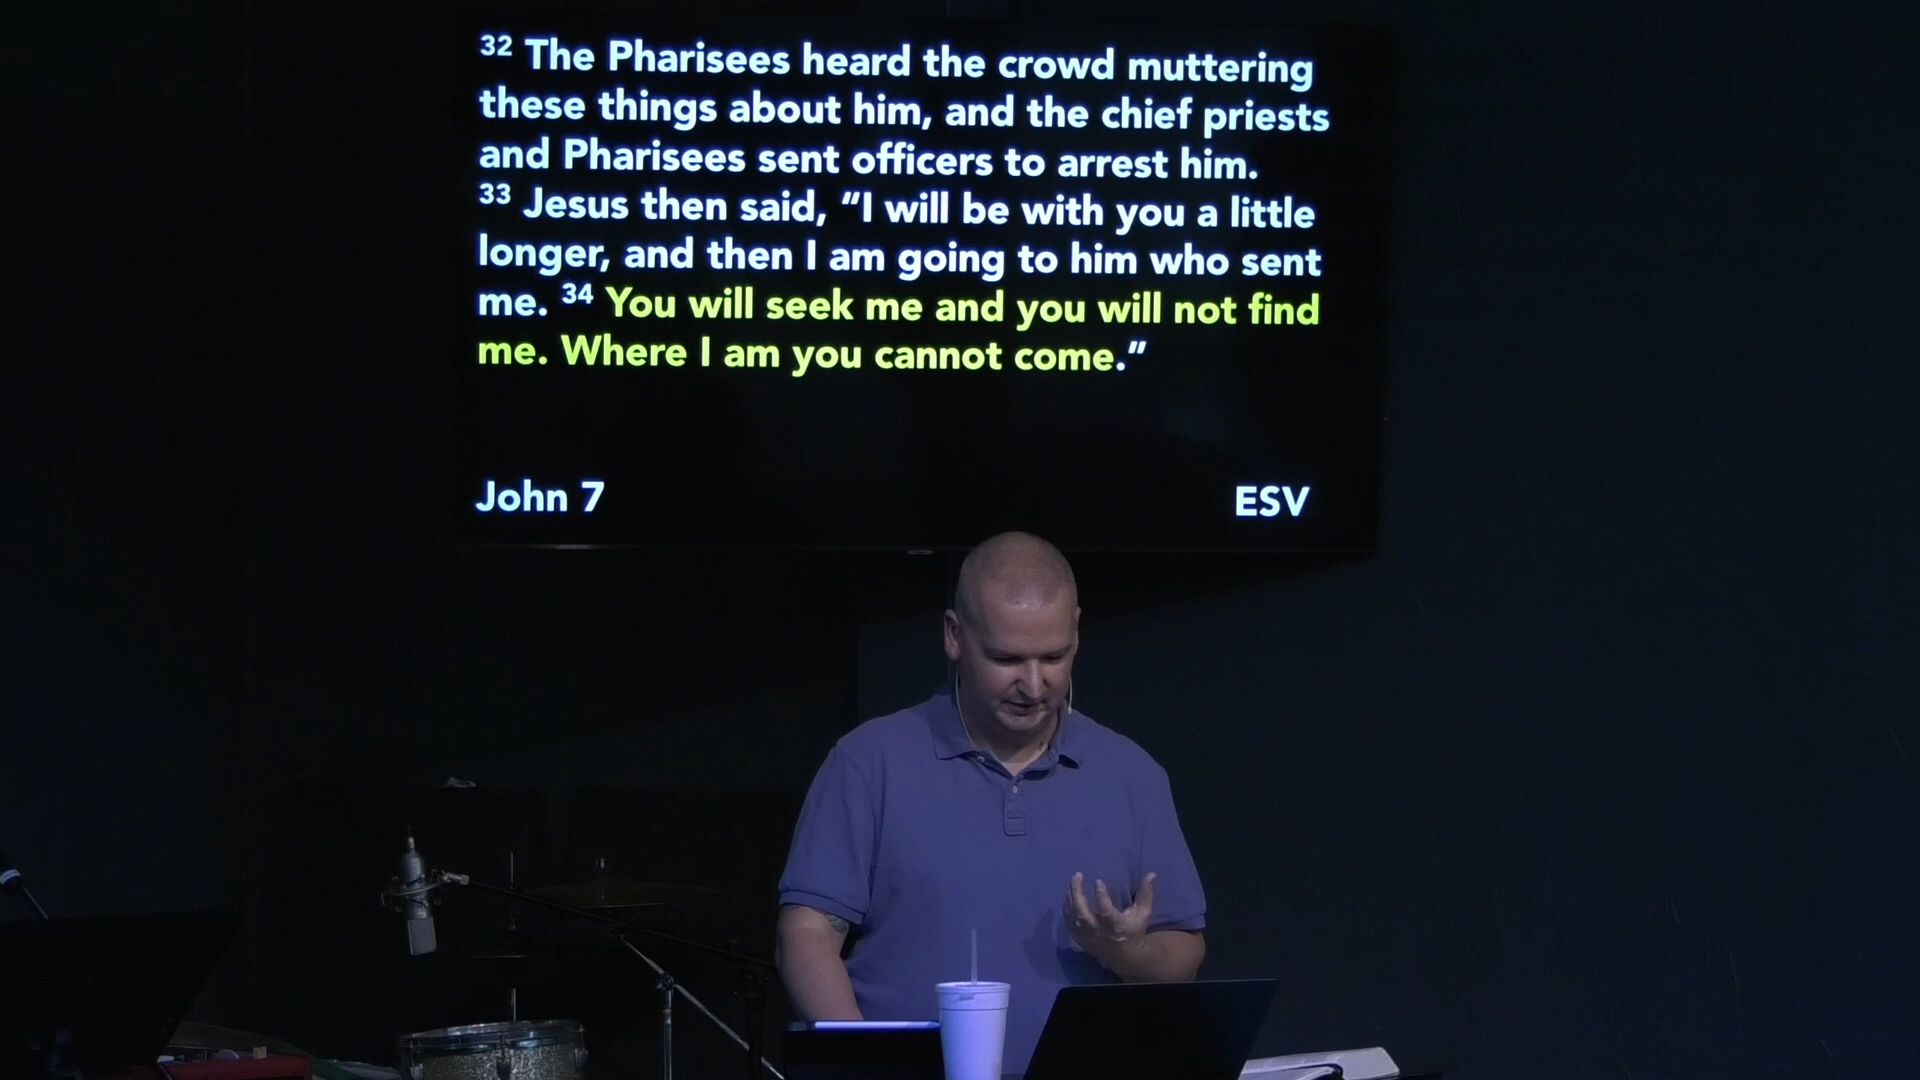 32 The Pharisees heard the crowd muttering
these things about him, and the chief priests
and Pharisees sent officers to arrest him.
33 Jesus then said, “I will be with you a little
longer, and then I am going to him who sent
me. 34 You will seek me and you will not find
me. Where I am you cannot come.”
John 7 ESV